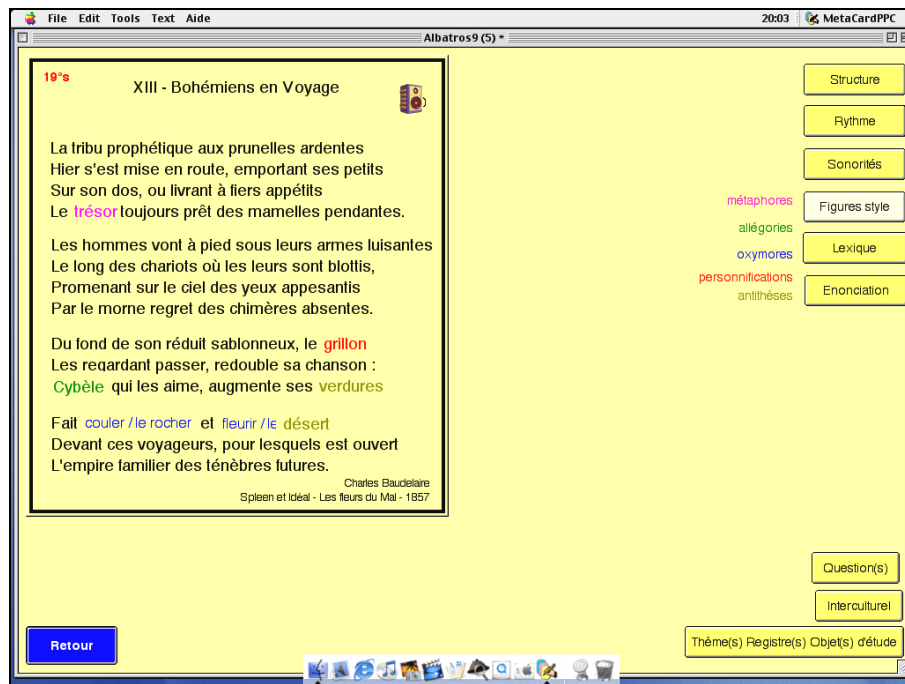 File Edit Tools Text Aide 20:03 MetaCardPPC
Albatros9 (5) *
19°s
XIII - Bohémiens en Voyage
La tribu prophétique aux prunelles ardentes
Hier s'est mise en route, emportant ses petits
Sur son dos, ou livrant à fiers appétits
Le trésor toujours prêt des mamelles pendantes.
Les hommes vont à pied sous leurs armes luisantes
Le long des chariots où les leurs sont blottis,
Promenant sur le ciel des yeux appesantis
Par le morne regret des chimères absentes.
Du fond de son réduit sablonneux, le grillon
Les regardant passer, redouble sa chanson :
Cybèle qui les aime, augmente ses verdures
Fait couler / le rocher et fleurir / le désert
Devant ces voyageurs, pour lesquels est ouvert
L'empire familier des ténèbres futures.
Charles Baudelaire
Spleen et Idéal - Les fleurs du Mal - 1857
métaphores
allégories
oxymores
personnifications
antithèses
Structure
Rythme
Sonorités
Figures style
Lexique
Enonciation
Question(s)
Interculturel
Thème(s) Registre(s) Objet(s) d'étude
Retour